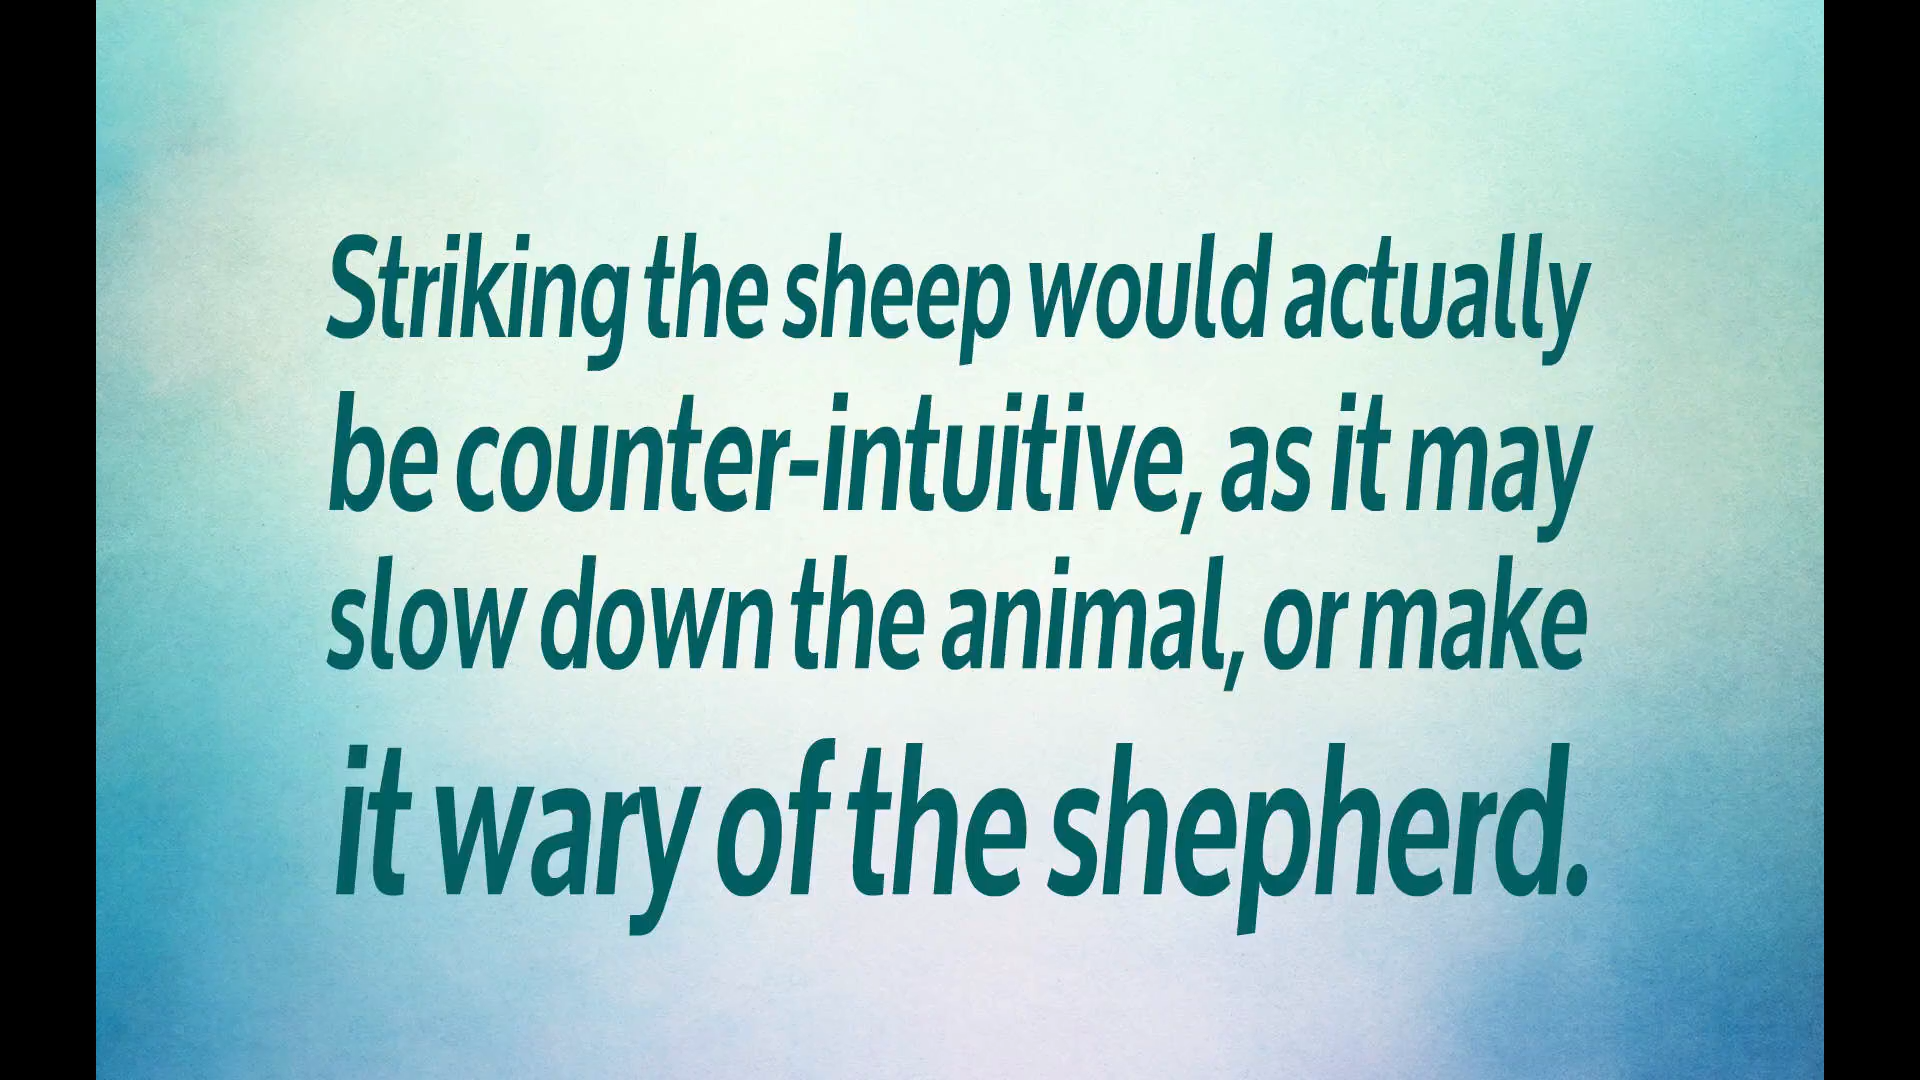 Striking the sheep would actually
be counter-intuitive, as it may
slow down the animal, or make
it wary of the shepherd.